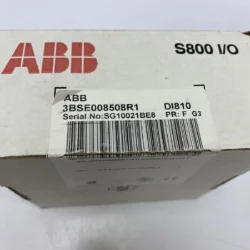 ABB
S800 I/O
ABB
3BSE008508R1 DI810
Serial No:SG10021BE8 PR: F G3